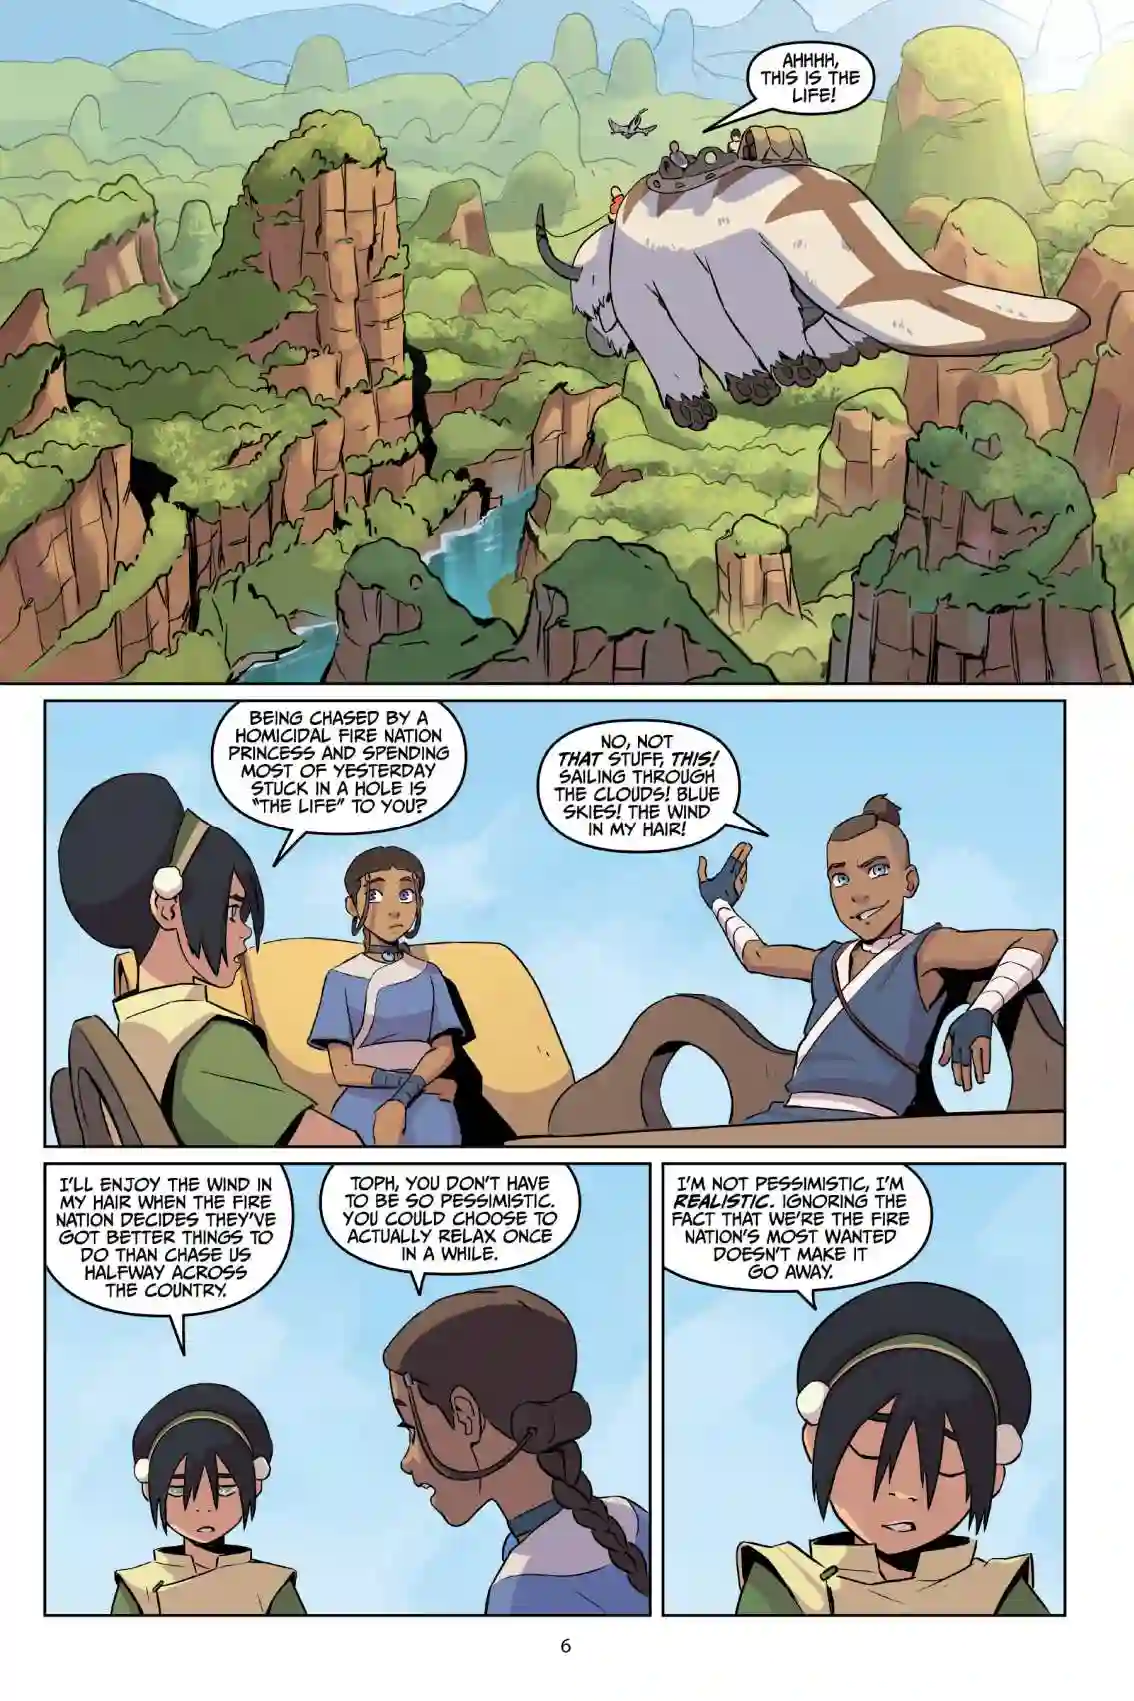 AHHHH,
THIS IS THE
LIFE!
BEING CHASED BY A
HOMICIDAL FIRE NATION
PRINCESS AND SPENDING
MOST OF YESTERDAY
STUCK IN A HOLE IS
"THE LIFE" TO YOU?
NO, NOT
THAT STUFF, THIS!
SAILING THROUGH
THE CLOUDS! BLUE
SKIES! THE WIND
IN MY HAIR!
I'LL ENJOY THE WIND IN
MY HAIR WHEN THE FIRE
NATION DECIDES THEY'VE
GOT BETTER THINGS TO
DO THAN CHASE US
HALFWAY ACROSS
THE COUNTRY.
TOPH, YOU DON'T HAVE
TO BE SO PESSIMISTIC.
YOU COULD CHOOSE TO
ACTUALLY RELAX ONCE
IN A WHILE.
I'M NOT PESSIMISTIC, I'M
REALISTIC. IGNORING THE
FACT THAT WE'RE THE FIRE
NATION'S MOST WANTED
DOESN'T MAKE IT
GO AWAY.
6